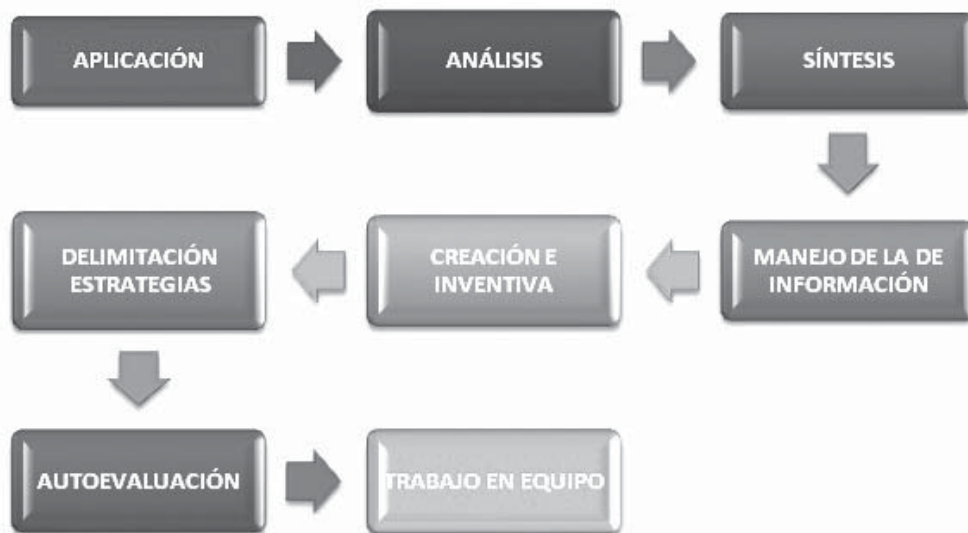 APLICACIÓN
ANÁLISIS
SÍNTESIS
MANEJO DE LA DE
INFORMACIÓN
CREACIÓN E
INVENTIVA
DELIMITACIÓN
ESTRATEGIAS
AUTOEVALUACIÓN
TRABAJO EN EQUIPO